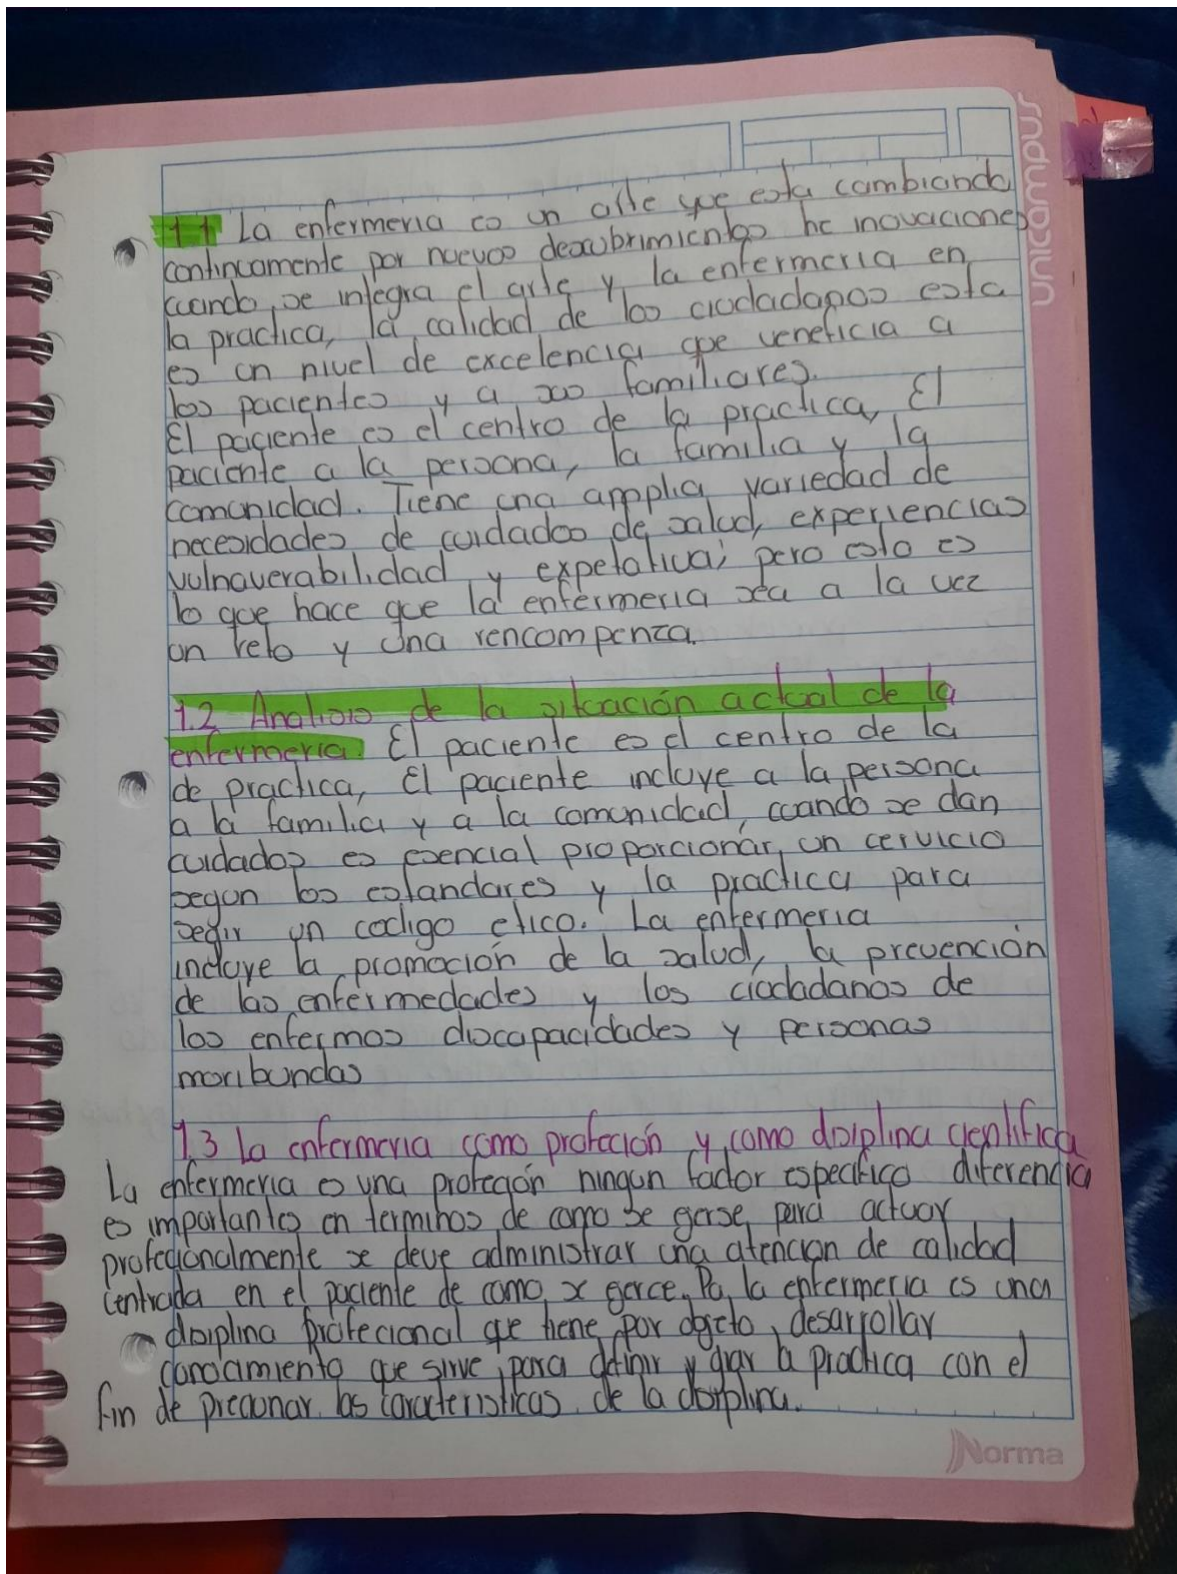 unicampus
1.1 La enfermeria es un arte que esta cambiando
continuamente por nuevos descubrimientos he inovaciones
cuando se integra el arte y la enfermeria en
la practica, la calidad de los ciudadanos esta
es un nivel de excelencia que veneficia a
los pacientes y a sus familiares.
El paciente es el centro de la practica, El
paciente a la persona, la familia y la
comunidad. Tiene una ampplia variedad de
necesidades de cuidados de salud, experiencias
vulnaverabilidad y expetativa; pero esto es
lo que hace que la enfermeria sea a la vez
un reto y una rencompenza.
1.2 Analisis de la situación actual de la
enfermeria. El paciente es el centro de la
de practica, El paciente incluye a la persona
a la familia y a la comunidad, cuando se dan
cuidados es esencial proporcionar un cervicio
segun los estandares y la practica para
segir un codigo etico. La enfermeria
incluye la promoción de la salud, la prevención
de las enfermedades y los ciudadanos de
los enfermos discapacidades y personas
moribundas
1.3 la enfermeria como profeción y como disiplina cientifica
La enfermeria es una profeción ningun factor especifico diferencia
es importantes en terminos de como se gerse para actuar
profecionalmente se deve administrar una atencion de calidad
centrada en el paciente de como se gerce. la enfermeria es una
disiplina profecional que tiene por objeto, desarrollar
conocimiento que sirve para definir y giar la practica con el
fin de las caracteristicas de la disiplina.
Norma